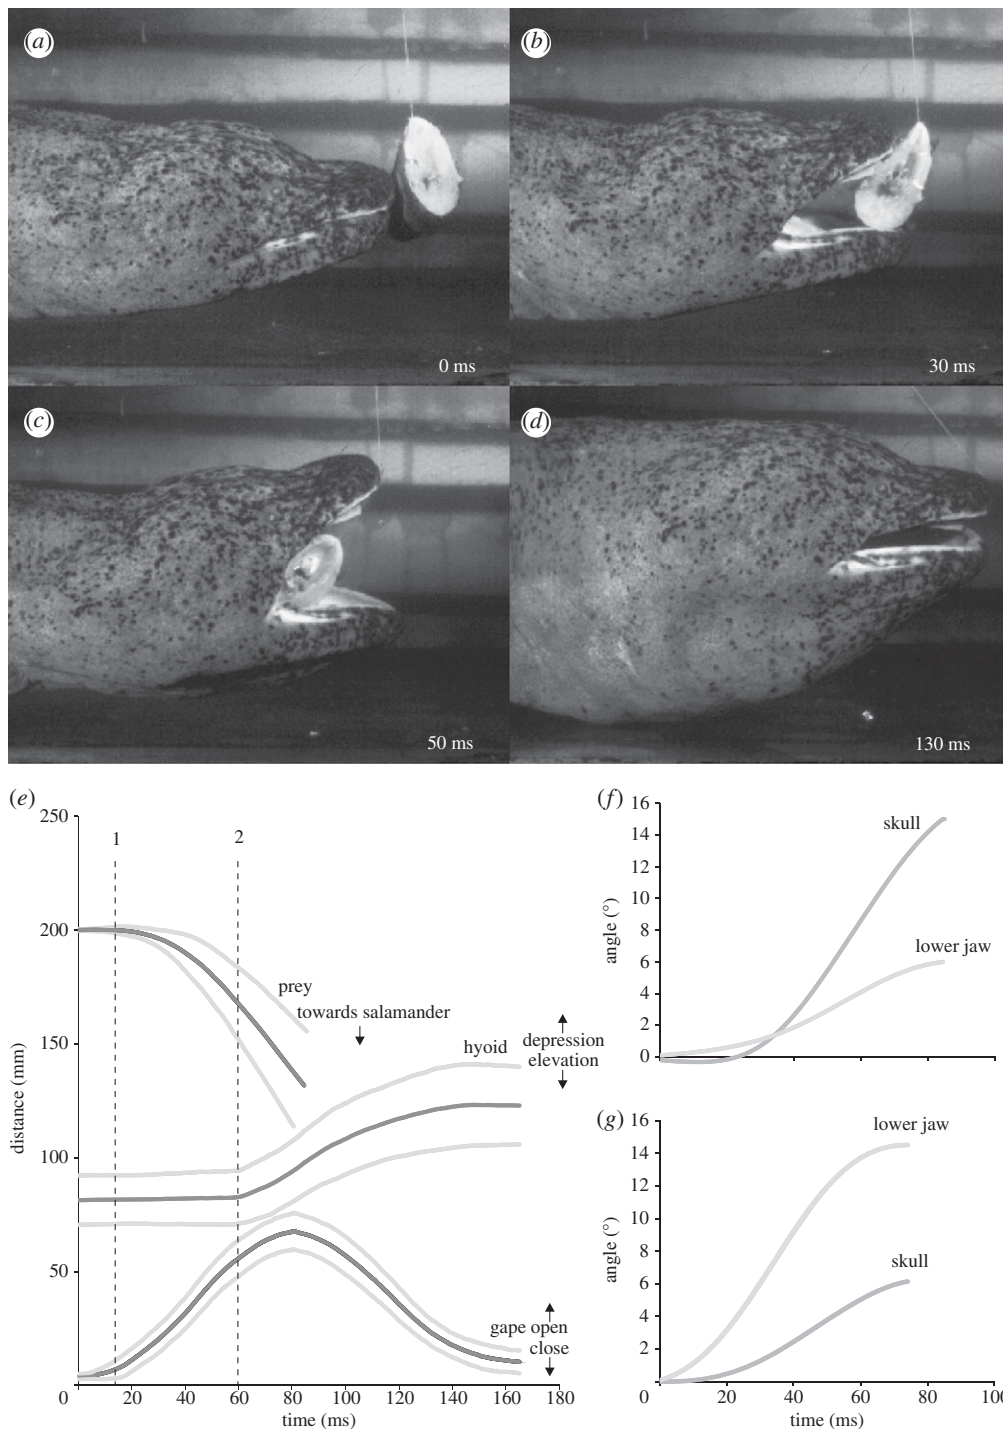 (a)
0 ms
(b)
30 ms
(c)
50 ms
(d)
130 ms
(e)
250
200
150
100
50
0
distance (mm)
1
2
prey
towards salamander
hyoid
depression
elevation
gape open
close
0 20 40 60 80 100 120 140 160 180
time (ms)
(f)
16
14
12
10
8
6
4
2
0
angle (°)
skull
lower jaw
(g)
16
14
12
10
8
6
4
2
0
angle (°)
lower jaw
skull
20 40 60 80
time (ms)